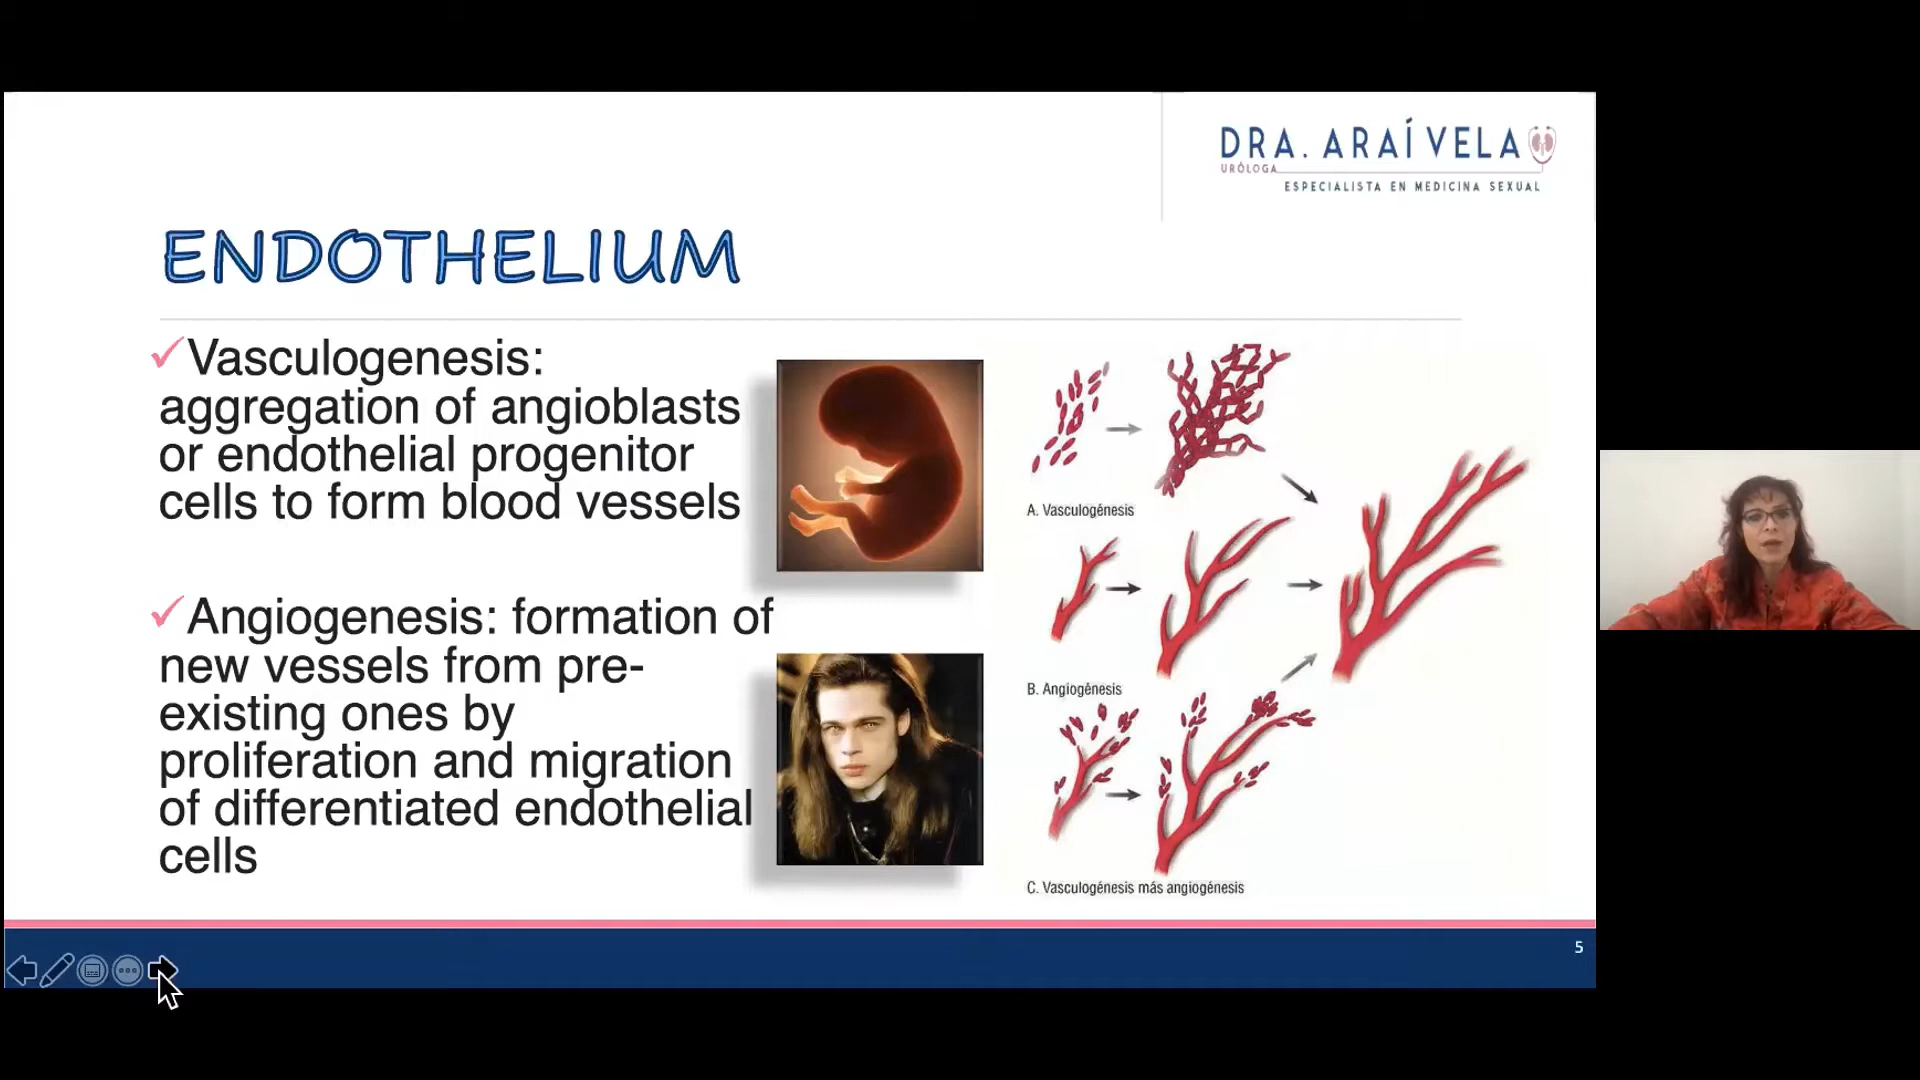 DRA. ARAÍ VELA
URÓLOGA
ESPECIALISTA EN MEDICINA SEXUAL
ENDOTHELIUM
Vasculogenesis:
aggregation of angioblasts
or endothelial progenitor
cells to form blood vessels
Angiogenesis: formation of
new vessels from pre-
existing ones by
proliferation and migration
of differentiated endothelial
cells
A. Vasculogénesis
B. Angiogénesis
C. Vasculogénesis más angiogénesis
5